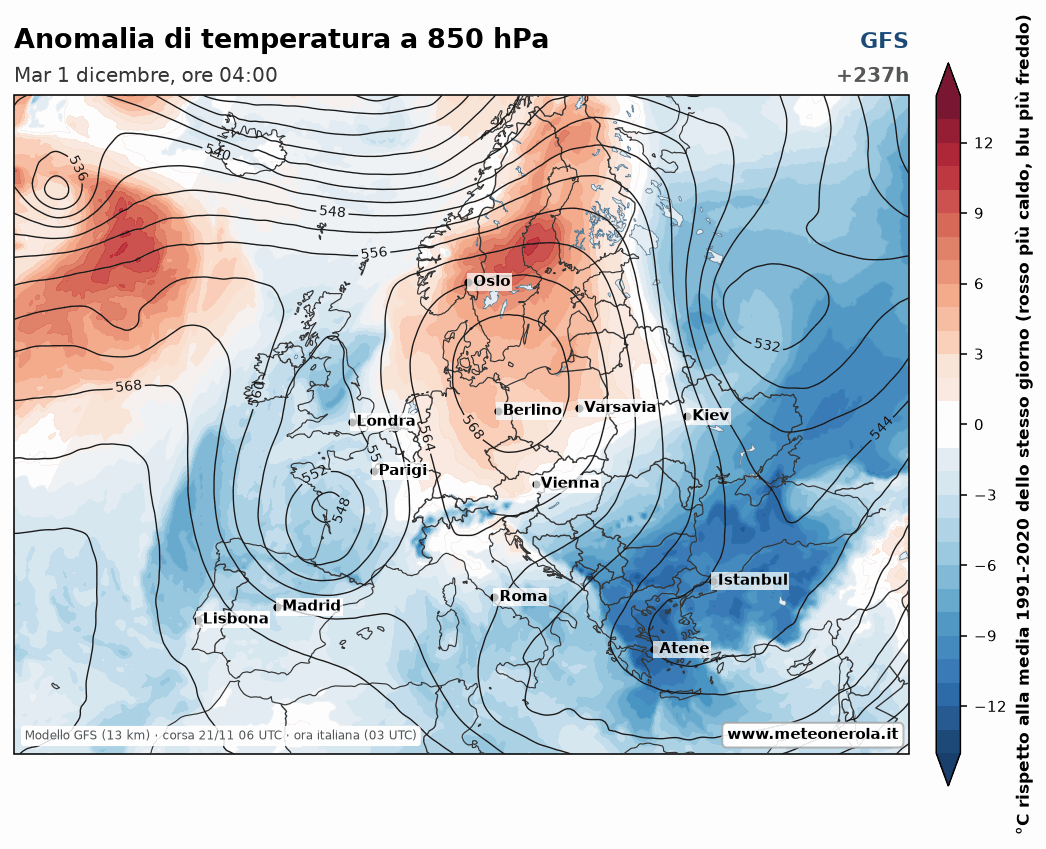 Anomalia di temperatura a 850 hPa
GFS
Mar 1 dicembre, ore 04:00
+237h
536
540
548
556
Oslo
532
568
560
Londra
Berlino
Varsavia
Kiev
568
564
544
55
Parigi
552
Vienna
548
Istanbul
Roma
Madrid
Lisbona
Atene
Modello GFS (13 km) · corsa 21/11 06 UTC · ora italiana (03 UTC)
www.meteonerola.it
12
9
6
3
0
−3
−6
−9
−12
°C rispetto alla media 1991-2020 dello stesso giorno (rosso più caldo, blu più freddo)